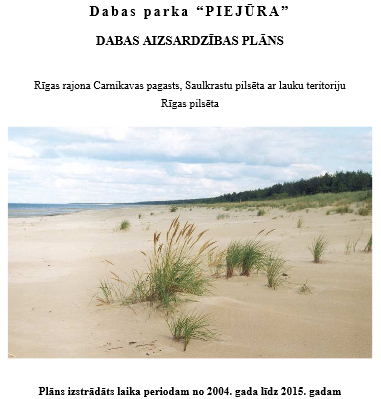 Dabas parka “PIEJŪRA”
DABAS AIZSARDZĪBAS PLĀNS
Rīgas rajona Carnikavas pagasts, Saulkrastu pilsēta ar lauku teritoriju
Rīgas pilsēta
Plāns izstrādāts laika periodam no 2004. gada līdz 2015. gadam